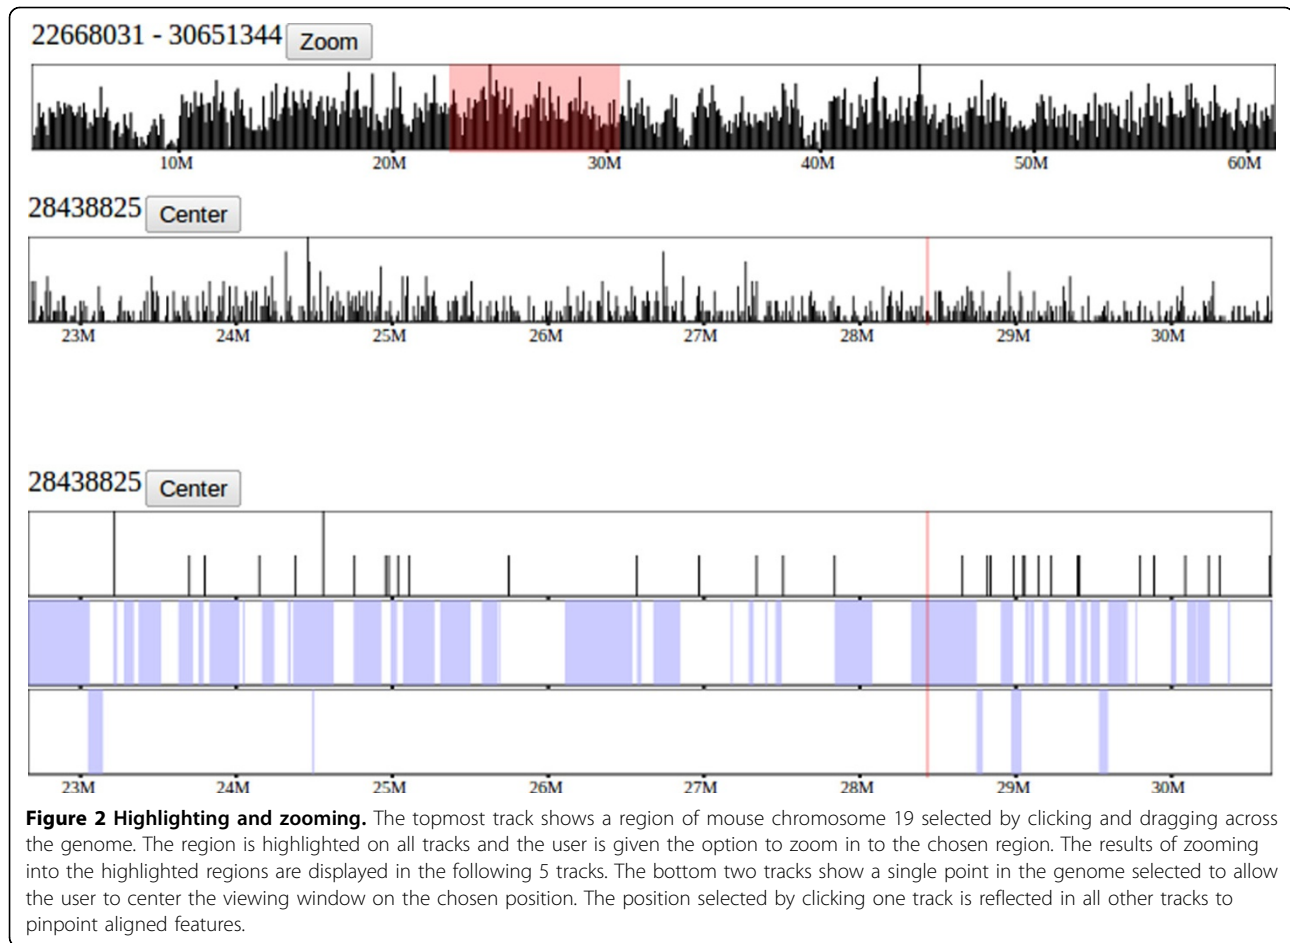 22668031 - 30651344 Zoom
10M 20M 30M 40M 50M 60M
28438825 Center
23M 24M 25M 26M 27M 28M 29M 30M
28438825 Center
23M 24M 25M 26M 27M 28M 29M 30M
Figure 2 Highlighting and zooming. The topmost track shows a region of mouse chromosome 19 selected by clicking and dragging across
the genome. The region is highlighted on all tracks and the user is given the option to zoom in to the chosen region. The results of zooming
into the highlighted regions are displayed in the following 5 tracks. The bottom two tracks show a single point in the genome selected to allow
the user to center the viewing window on the chosen position. The position selected by clicking one track is reflected in all other tracks to
pinpoint aligned features.